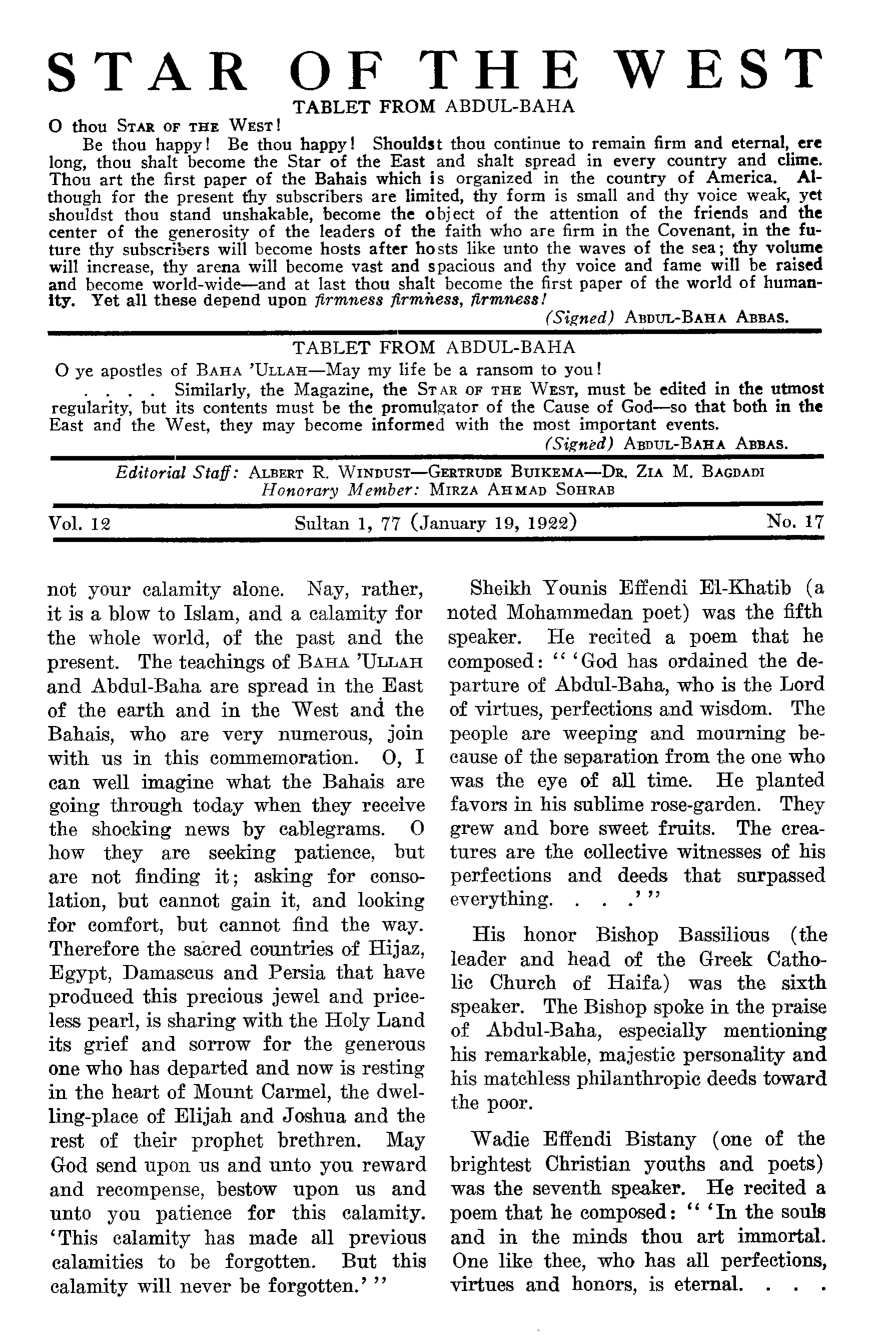 STAR OF THE WEST
TABLET FROM ABDUL-BAHA
O thou STAR OF THE WEST!
Be thou happy! Be thou happy! Shouldst thou continue to remain firm and eternal, ere
long, thou shalt become the Star of the East and shalt spread in every country and clime.
Thou art the first paper of the Bahais which is organized in the country of America. Al-
though for the present thy subscribers are limited, thy form is small and thy voice weak, yet
shouldst thou stand unshakable, become the object of the attention of the friends and the
center of the generosity of the leaders of the faith who are firm in the Covenant, in the fu-
ture thy subscribers will become hosts after hosts like unto the waves of the sea; thy volume
will increase, thy arena will become vast and spacious and thy voice and fame will be raised
and become world-wide—and at last thou shalt become the first paper of the world of human-
ity. Yet all these depend upon firmness firmness, firmness!
(Signed) ABDUL-BAHA ABBAS.
TABLET FROM ABDUL-BAHA
O ye apostles of BAHA 'ULLAH—May my life be a ransom to you!
. . . . Similarly, the Magazine, the STAR OF THE WEST, must be edited in the utmost
regularity, but its contents must be the promulgator of the Cause of God—so that both in the
East and the West, they may become informed with the most important events.
(Signed) ABDUL-BAHA ABBAS.
Editorial Staff: ALBERT R. WINDUST—GERTRUDE BUIKEMA—DR. ZIA M. BAGDADI
Honorary Member: MIRZA AHMAD SOHRAB
Vol. 12 Sultan 1, 77 (January 19, 1922) No. 17
not your calamity alone. Nay, rather,
it is a blow to Islam, and a calamity for
the whole world, of the past and the
present. The teachings of BAHA 'ULLAH
and Abdul-Baha are spread in the East
of the earth and in the West and the
Bahais, who are very numerous, join
with us in this commemoration. O, I
can well imagine what the Bahais are
going through today when they receive
the shocking news by cablegrams. O
how they are seeking patience, but
are not finding it; asking for conso-
lation, but cannot gain it, and looking
for comfort, but cannot find the way.
Therefore the sacred countries of Hijaz,
Egypt, Damascus and Persia that have
produced this precious jewel and price-
less pearl, is sharing with the Holy Land
its grief and sorrow for the generous
one who has departed and now is resting
in the heart of Mount Carmel, the dwel-
ling-place of Elijah and Joshua and the
rest of their prophet brethren. May
God send upon us and unto you reward
and recompense, bestow upon us and
unto you patience for this calamity.
'This calamity has made all previous
calamities to be forgotten. But this
calamity will never be forgotten.' "
Sheikh Younis Effendi El-Khatib (a
noted Mohammedan poet) was the fifth
speaker. He recited a poem that he
composed: " 'God has ordained the de-
parture of Abdul-Baha, who is the Lord
of virtues, perfections and wisdom. The
people are weeping and mourning be-
cause of the separation from the one who
was the eye of all time. He planted
favors in his sublime rose-garden. They
grew and bore sweet fruits. The crea-
tures are the collective witnesses of his
perfections and deeds that surpassed
everything. . . .' "
His honor Bishop Bassilious (the
leader and head of the Greek Catho-
lic Church of Haifa) was the sixth
speaker. The Bishop spoke in the praise
of Abdul-Baha, especially mentioning
his remarkable, majestic personality and
his matchless philanthropic deeds toward
the poor.
Wadie Effendi Bistany (one of the
brightest Christian youths and poets)
was the seventh speaker. He recited a
poem that he composed: " 'In the souls
and in the minds thou art immortal.
One like thee, who has all perfections,
virtues and honors, is eternal. . . .